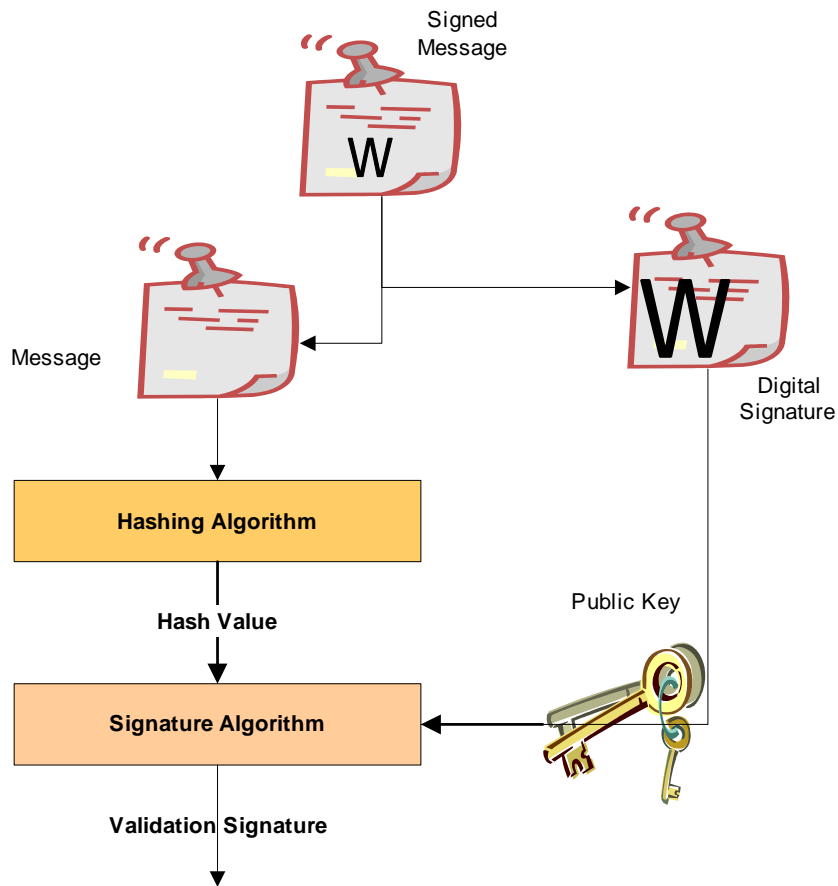 Signed
Message
W
W
Message
Digital
Signature
Hashing Algorithm
Public Key
Hash Value
Signature Algorithm
Validation Signature